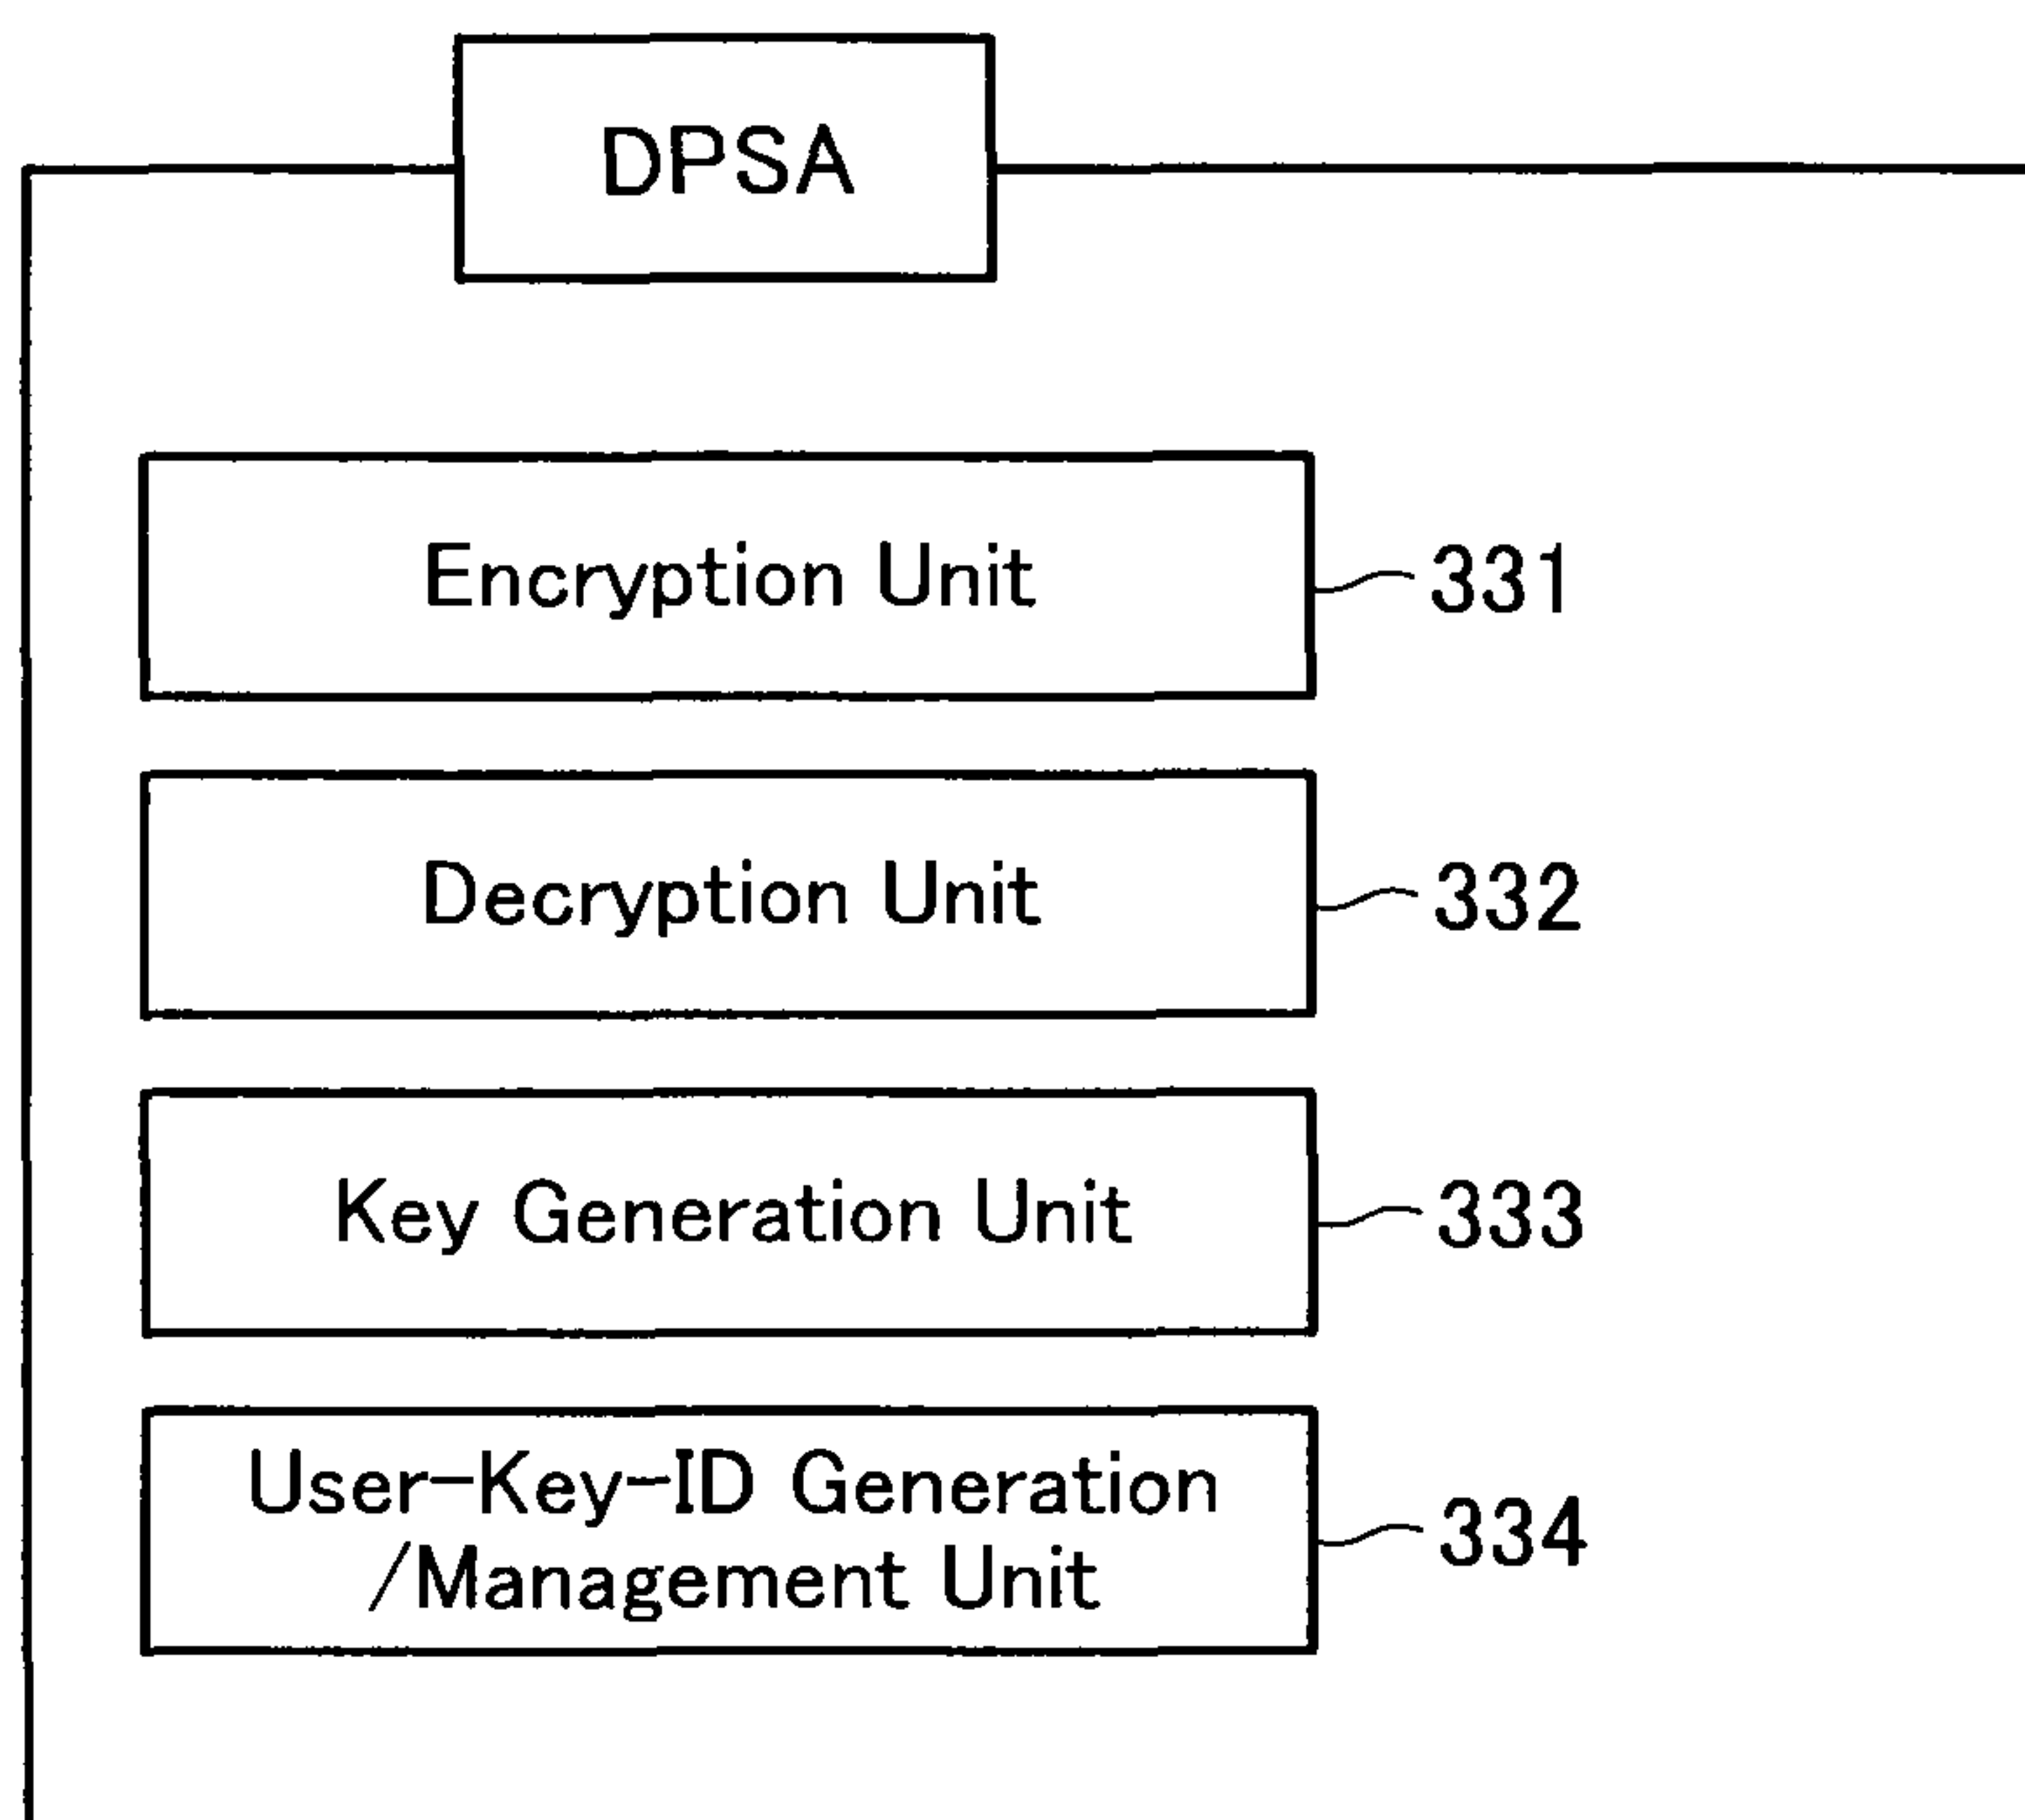 DPSA
Encryption Unit
331
Decryption Unit
332
Key Generation Unit
333
User-Key-ID Generation
/Management Unit
334